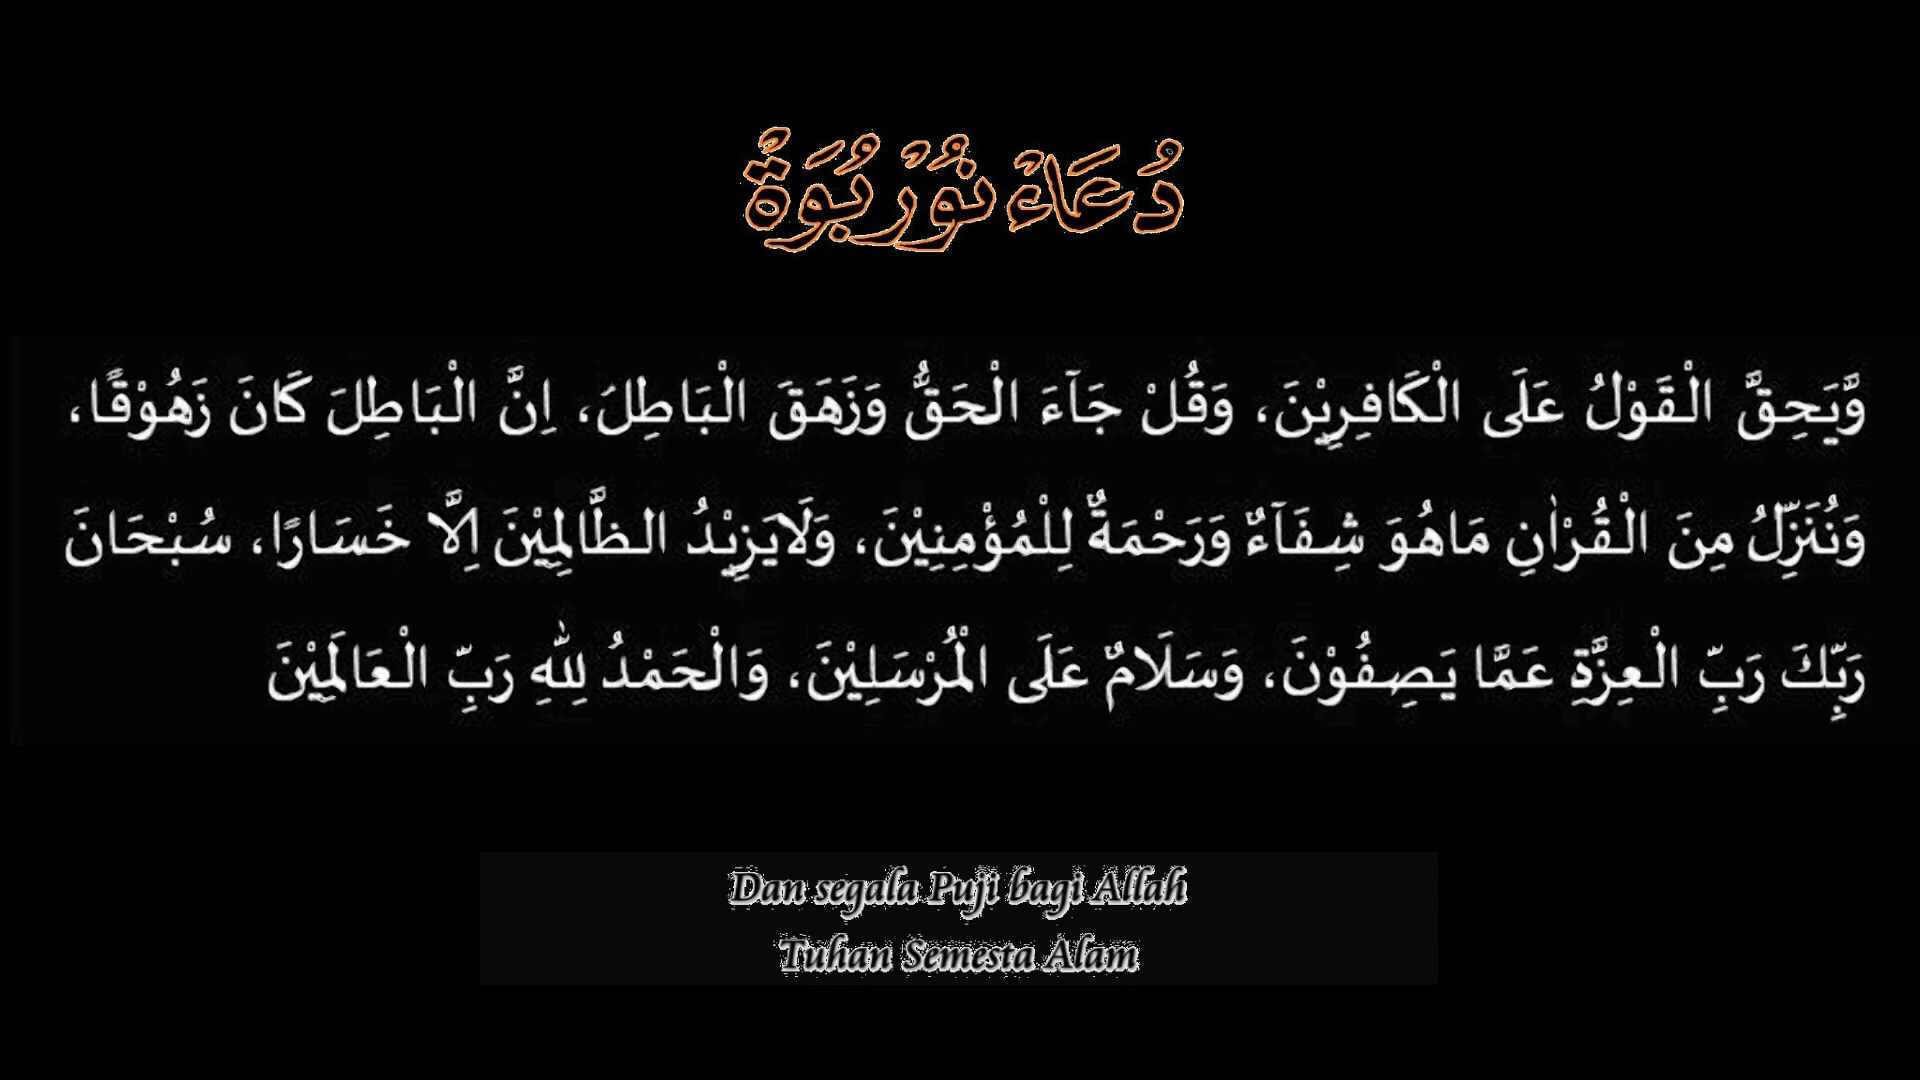 دُعَاءْ نُوْرْ بُوَةْ
وَّيَحِقَّ الْقَوْلُ عَلَى الْكَافِرِيْنَ، وَقُلْ جَآءَ الْحَقُّ وَزَهَقَ الْبَاطِلُ، اِنَّ الْبَاطِلَ كَانَ زَهُوْقًا،
وَنُنَزِّلُ مِنَ الْقُرْاٰنِ مَاهُوَ شِفَآءٌ وَرَحْمَةٌ لِلْمُؤْمِنِيْنَ، وَلَايَزِيْدُ الظَّالِمِيْنَ اِلَّا خَسَارًا، سُبْحَانَ
رَبِّكَ رَبِّ الْعِزَّةِ عَمَّا يَصِفُوْنَ، وَسَلَامٌ عَلَى الْمُرْسَلِيْنَ، وَالْحَمْدُ لِلّٰهِ رَبِّ الْعَالَمِيْنَ
Dan segala Puji bagi Allah
Tuhan Semesta Alam